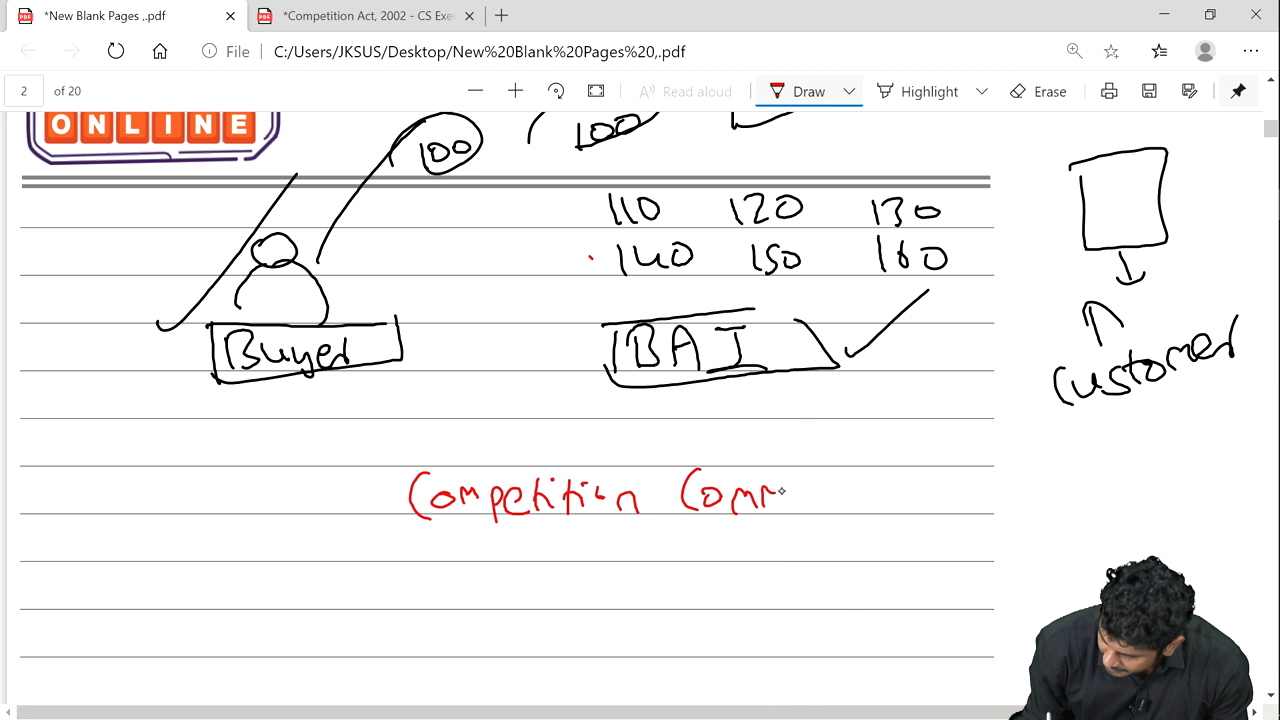 *New Blank Pages ,.pdf
*Competition Act, 2002 - CS Exe
File
C:/Users/JKSUS/Desktop/New%20Blank%20Pages%20,.pdf
2 of 20
Read aloud
Draw
Highlight
Erase
ONLINE
100
100
110 120 130
140 150 160
Buyer
BAI
customer
Competition Comm